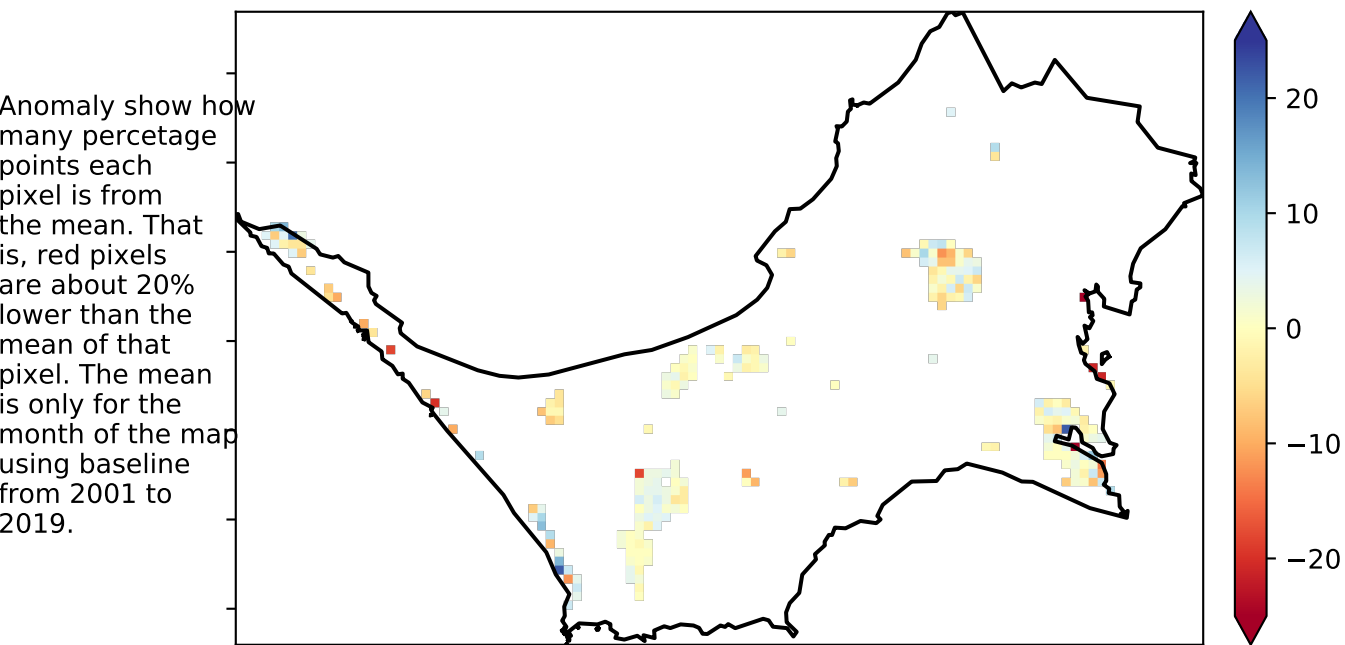 Anomaly show how
many percetage
points each
pixel is from
the mean. That
is, red pixels
are about 20%
lower than the
mean of that
pixel. The mean
is only for the
month of the map
using baseline
from 2001 to
2019.
20
10
0
−10
−20